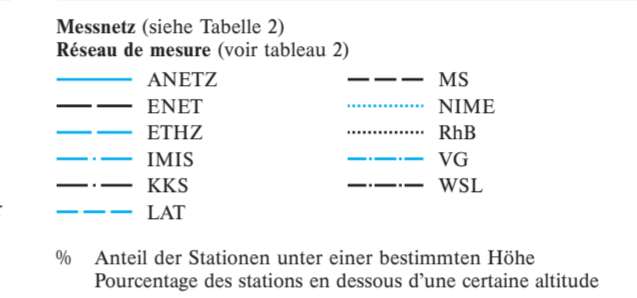 Messnetz (siehe Tabelle 2)
Réseau de mesure (voir tableau 2)
ANETZ
ENET
ETHZ
IMIS
KKS
LAT
MS
NIME
RhB
VG
WSL
% Anteil der Stationen unter einer bestimmten Höhe
Pourcentage des stations en dessous d'une certaine altitude